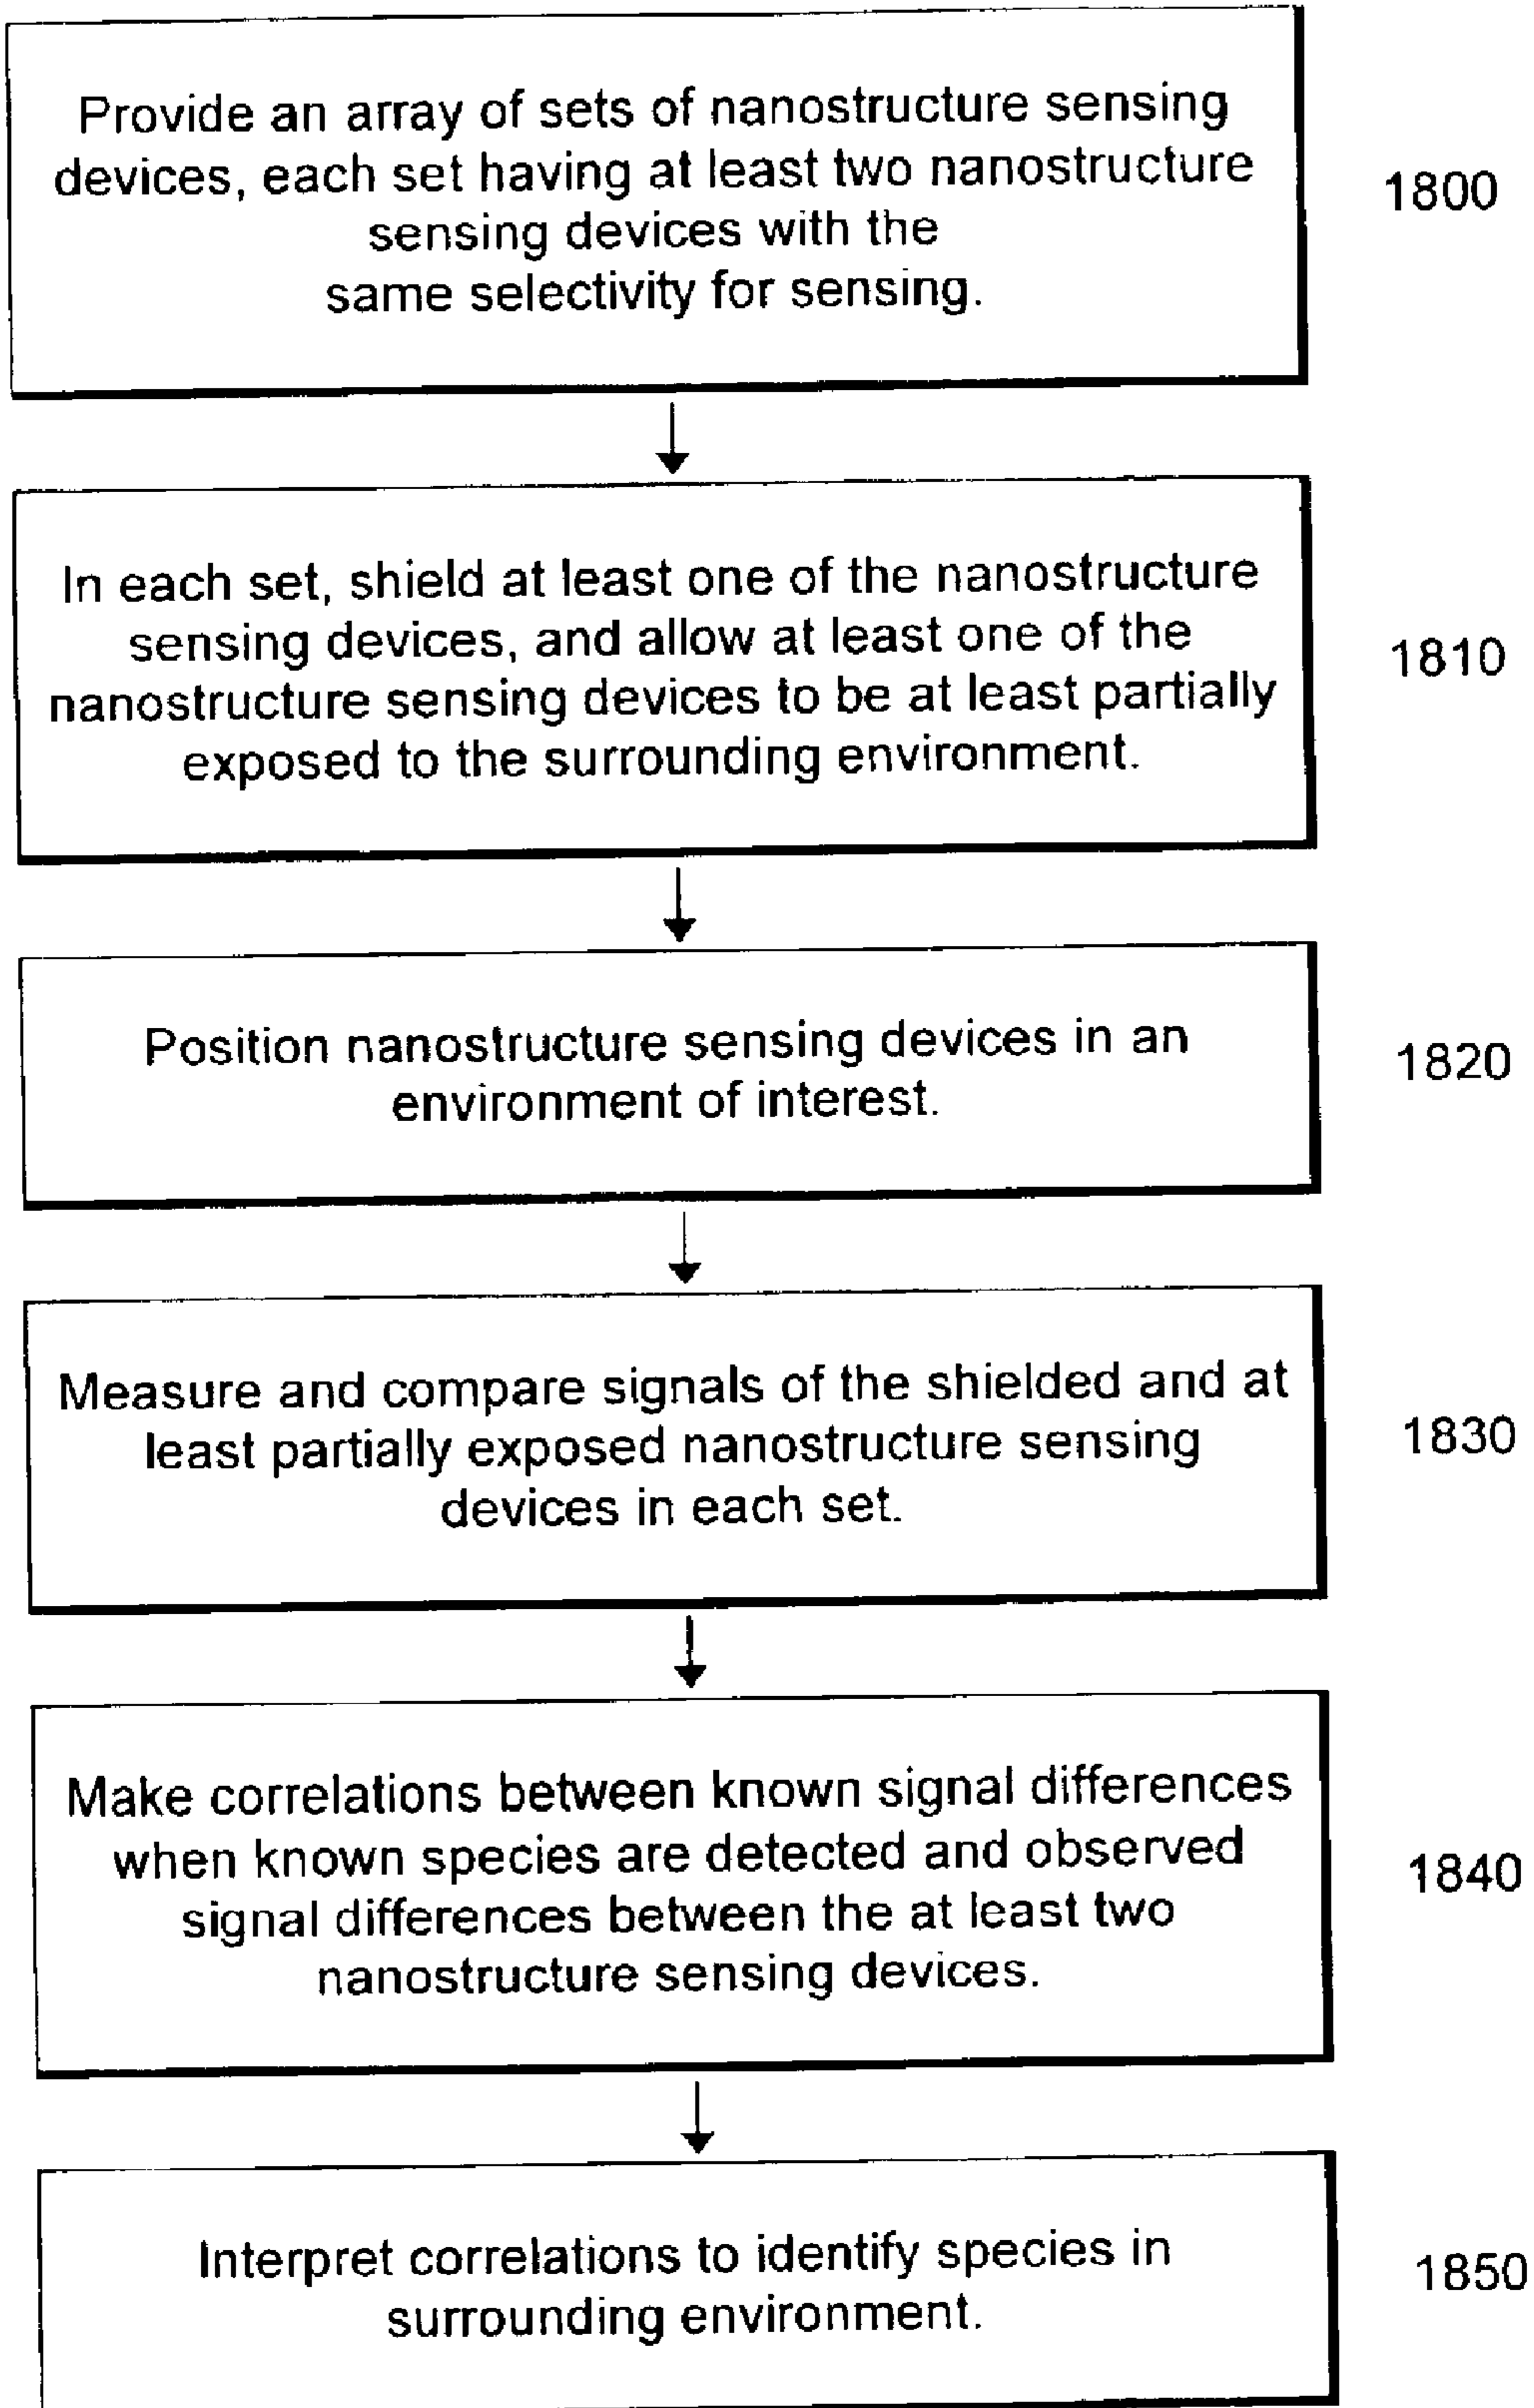 Provide an array of sets of nanostructure sensing
devices, each set having at least two nanostructure
sensing devices with the
same selectivity for sensing.
1800
In each set, shield at least one of the nanostructure
sensing devices, and allow at least one of the
nanostructure sensing devices to be at least partially
exposed to the surrounding environment.
1810
Position nanostructure sensing devices in an
environment of interest.
1820
Measure and compare signals of the shielded and at
least partially exposed nanostructure sensing
devices in each set.
1830
Make correlations between known signal differences
when known species are detected and observed
signal differences between the at least two
nanostructure sensing devices.
1840
Interpret correlations to identify species in
surrounding environment.
1850